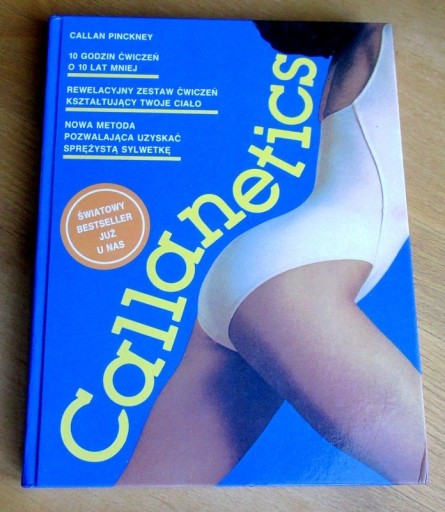 CALLAN PINCKNEY
10 GODZIN ĆWICZEŃ
O 10 LAT MNIEJ
REWELACYJNY ZESTAW ĆWICZEŃ
KSZTAŁTUJĄCY TWOJE CIAŁO
NOWA METODA
POZWALAJĄCA UZYSKAĆ
SPRĘŻYSTĄ SYLWETKĘ
ŚWIATOWY
BESTSELLER
JUŻ
U NAS
Callanetics